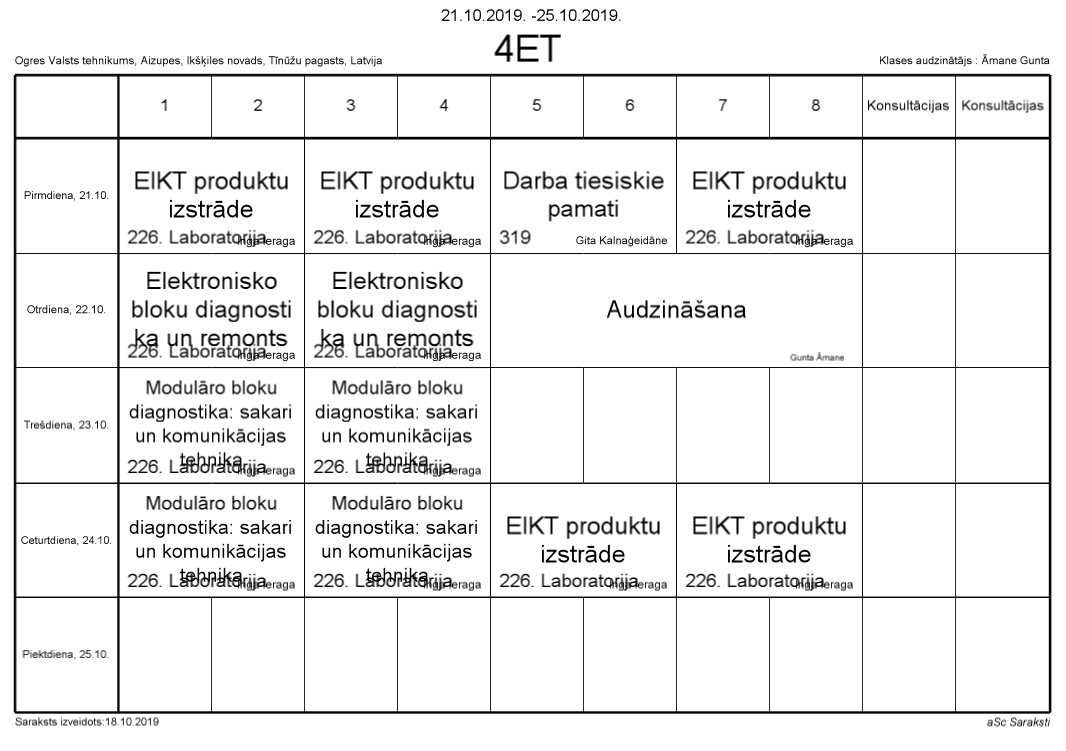 21.10.2019. -25.10.2019.
4ET
Ogres Valsts tehnikums, Aizupes, Ikšķiles novads, Tīnūžu pagasts, Latvija
Klases audzinātājs : Āmane Gunta
1 2 3 4 5 6 7 8 Konsultācijas Konsultācijas
Pirmdiena, 21.10.
EIKT produktu
izstrāde
226. Laboratorija Inga Ieraga
EIKT produktu
izstrāde
226. Laboratorija Inga Ieraga
Darba tiesiskie
pamati
319 Gita Kalnaģeidāne
EIKT produktu
izstrāde
226. Laboratorija Inga Ieraga
Otrdiena, 22.10.
Elektronisko
bloku diagnosti
ka un remonts
226. Laboratorija Inga Ieraga
Elektronisko
bloku diagnosti
ka un remonts
226. Laboratorija Inga Ieraga
Audzināšana
Gunta Āmane
Trešdiena, 23.10.
Modulāro bloku
diagnostika: sakari
un komunikācijas
tehnika
226. Laboratorija Inga Ieraga
Modulāro bloku
diagnostika: sakari
un komunikācijas
tehnika
226. Laboratorija Inga Ieraga
Ceturtdiena, 24.10.
Modulāro bloku
diagnostika: sakari
un komunikācijas
tehnika
226. Laboratorija Inga Ieraga
Modulāro bloku
diagnostika: sakari
un komunikācijas
tehnika
226. Laboratorija Inga Ieraga
EIKT produktu
izstrāde
226. Laboratorija Inga Ieraga
EIKT produktu
izstrāde
226. Laboratorija Inga Ieraga
Piektdiena, 25.10.
Saraksts izveidots:18.10.2019
aSc Saraksti